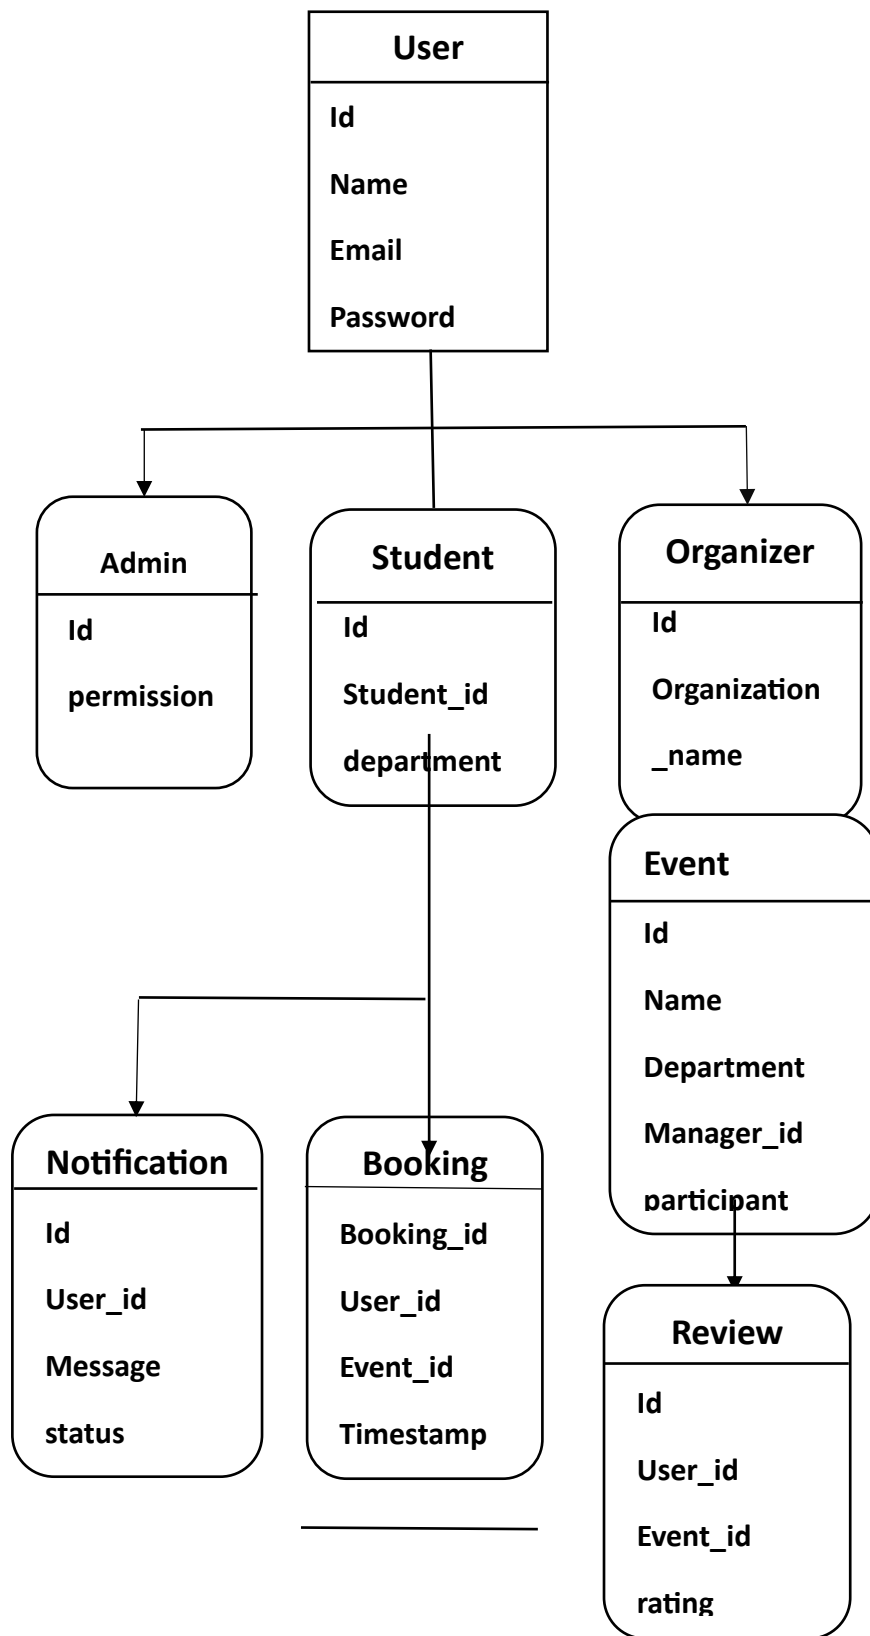 User
Id
Name
Email
Password
Admin
Id
permission
Student
Id
Student_id
department
Organizer
Id
Organization
_name
Event
Id
Name
Department
Manager_id
participant
Notification
Id
User_id
Message
status
Booking
Booking_id
User_id
Event_id
Timestamp
Review
Id
User_id
Event_id
rating